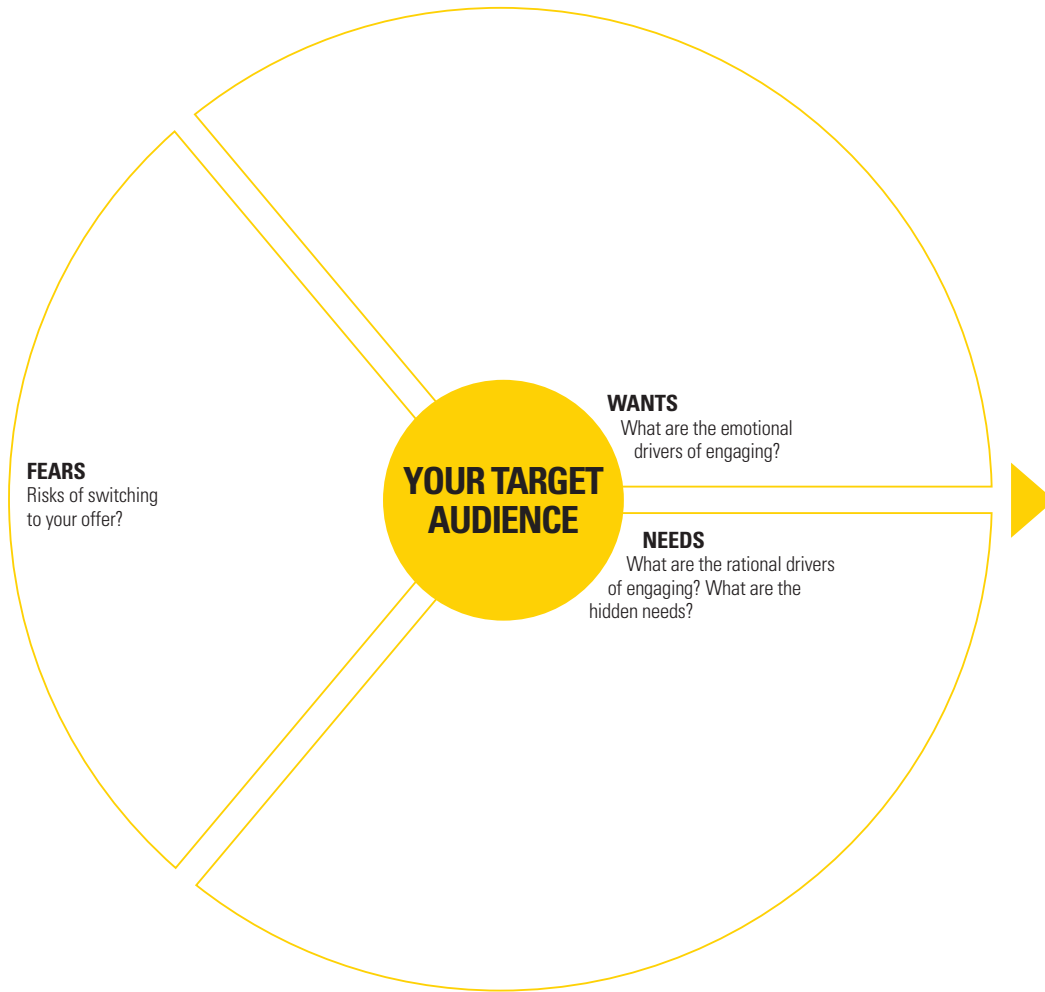 WANTS
What are the emotional
drivers of engaging?
FEARS
Risks of switching
to your offer?
YOUR TARGET
AUDIENCE
NEEDS
What are the rational drivers
of engaging? What are the
hidden needs?